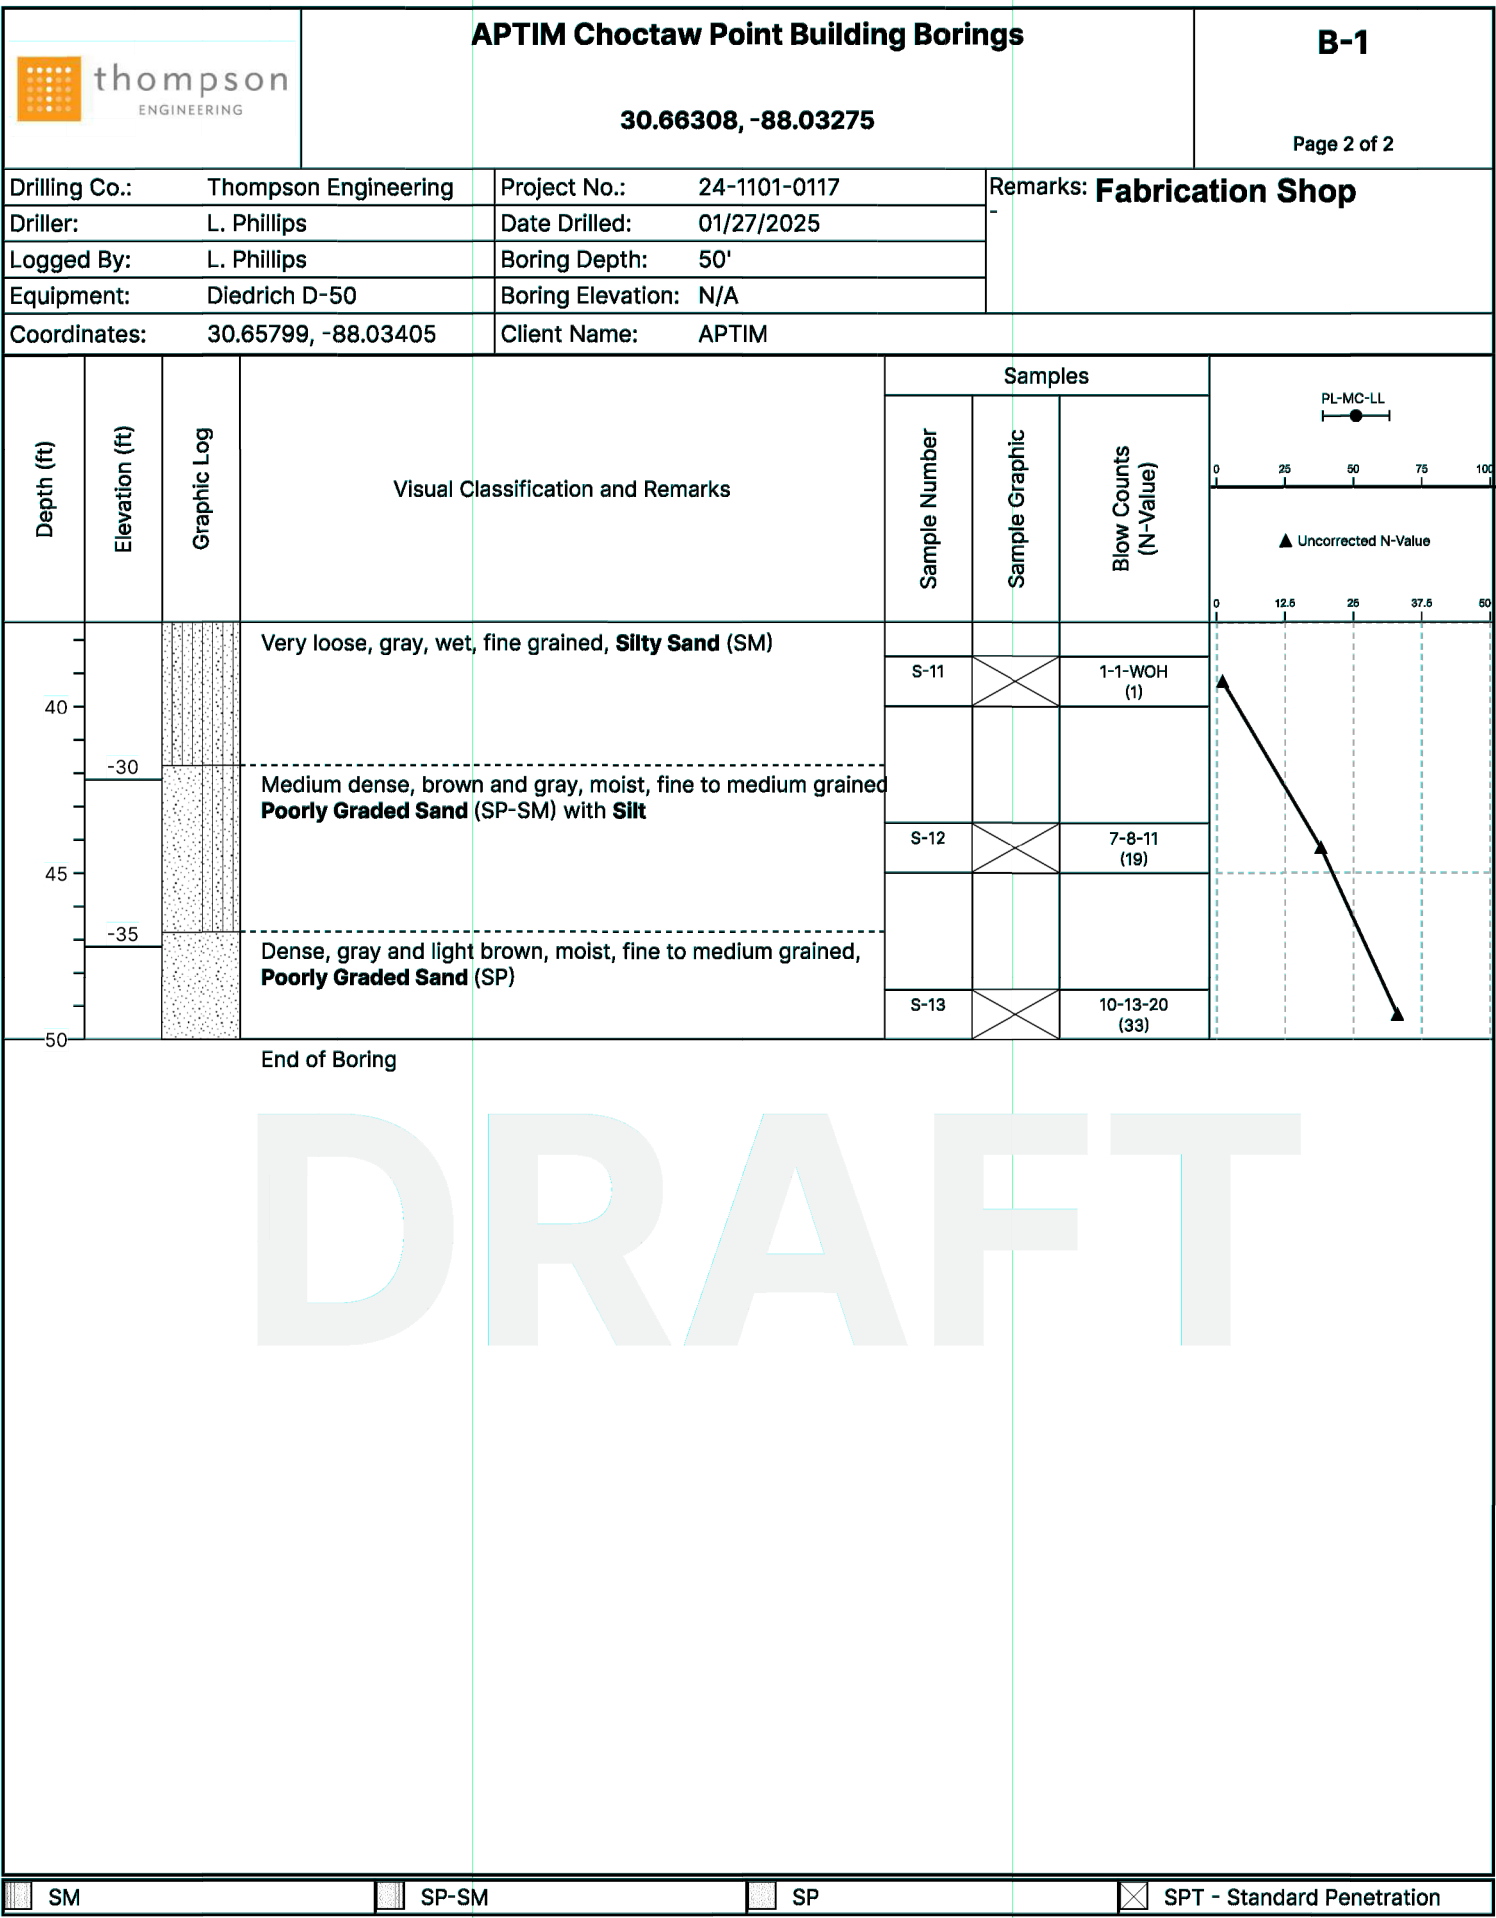 thompson
ENGINEERING
APTIM Choctaw Point Building Borings
30.66308, -88.03275
B-1
Page 2 of 2
Drilling Co.: Thompson Engineering Project No.: 24-1101-0117
Remarks: Fabrication Shop
-
Driller: L. Phillips Date Drilled: 01/27/2025
Logged By: L. Phillips Boring Depth: 50'
Equipment: Diedrich D-50 Boring Elevation: N/A
Coordinates: 30.65799, -88.03405 Client Name: APTIM
Depth (ft)
Elevation (ft)
Graphic Log
Visual Classification and Remarks
Samples
Sample Number
Sample Graphic
Blow Counts
(N-Value)
PL-MC-LL
0 25 50 75 100
Uncorrected N-Value
0 12.5 25 37.5 50
Very loose, gray, wet, fine grained, Silty Sand (SM)
S-11 1-1-WOH
(1)
40
-30
Medium dense, brown and gray, moist, fine to medium grained
Poorly Graded Sand (SP-SM) with Silt
S-12 7-8-11
(19)
45
-35
Dense, gray and light brown, moist, fine to medium grained,
Poorly Graded Sand (SP)
S-13 10-13-20
(33)
50
End of Boring
DRAFT
SM SP-SM SP SPT - Standard Penetration